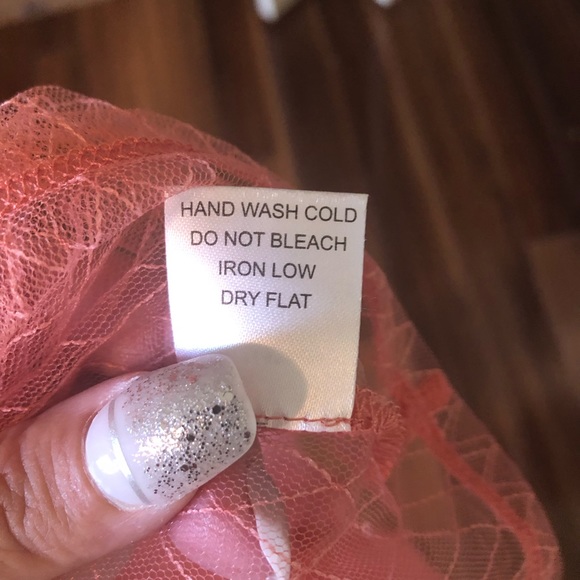 HAND WASH COLD
DO NOT BLEACH
IRON LOW
DRY FLAT